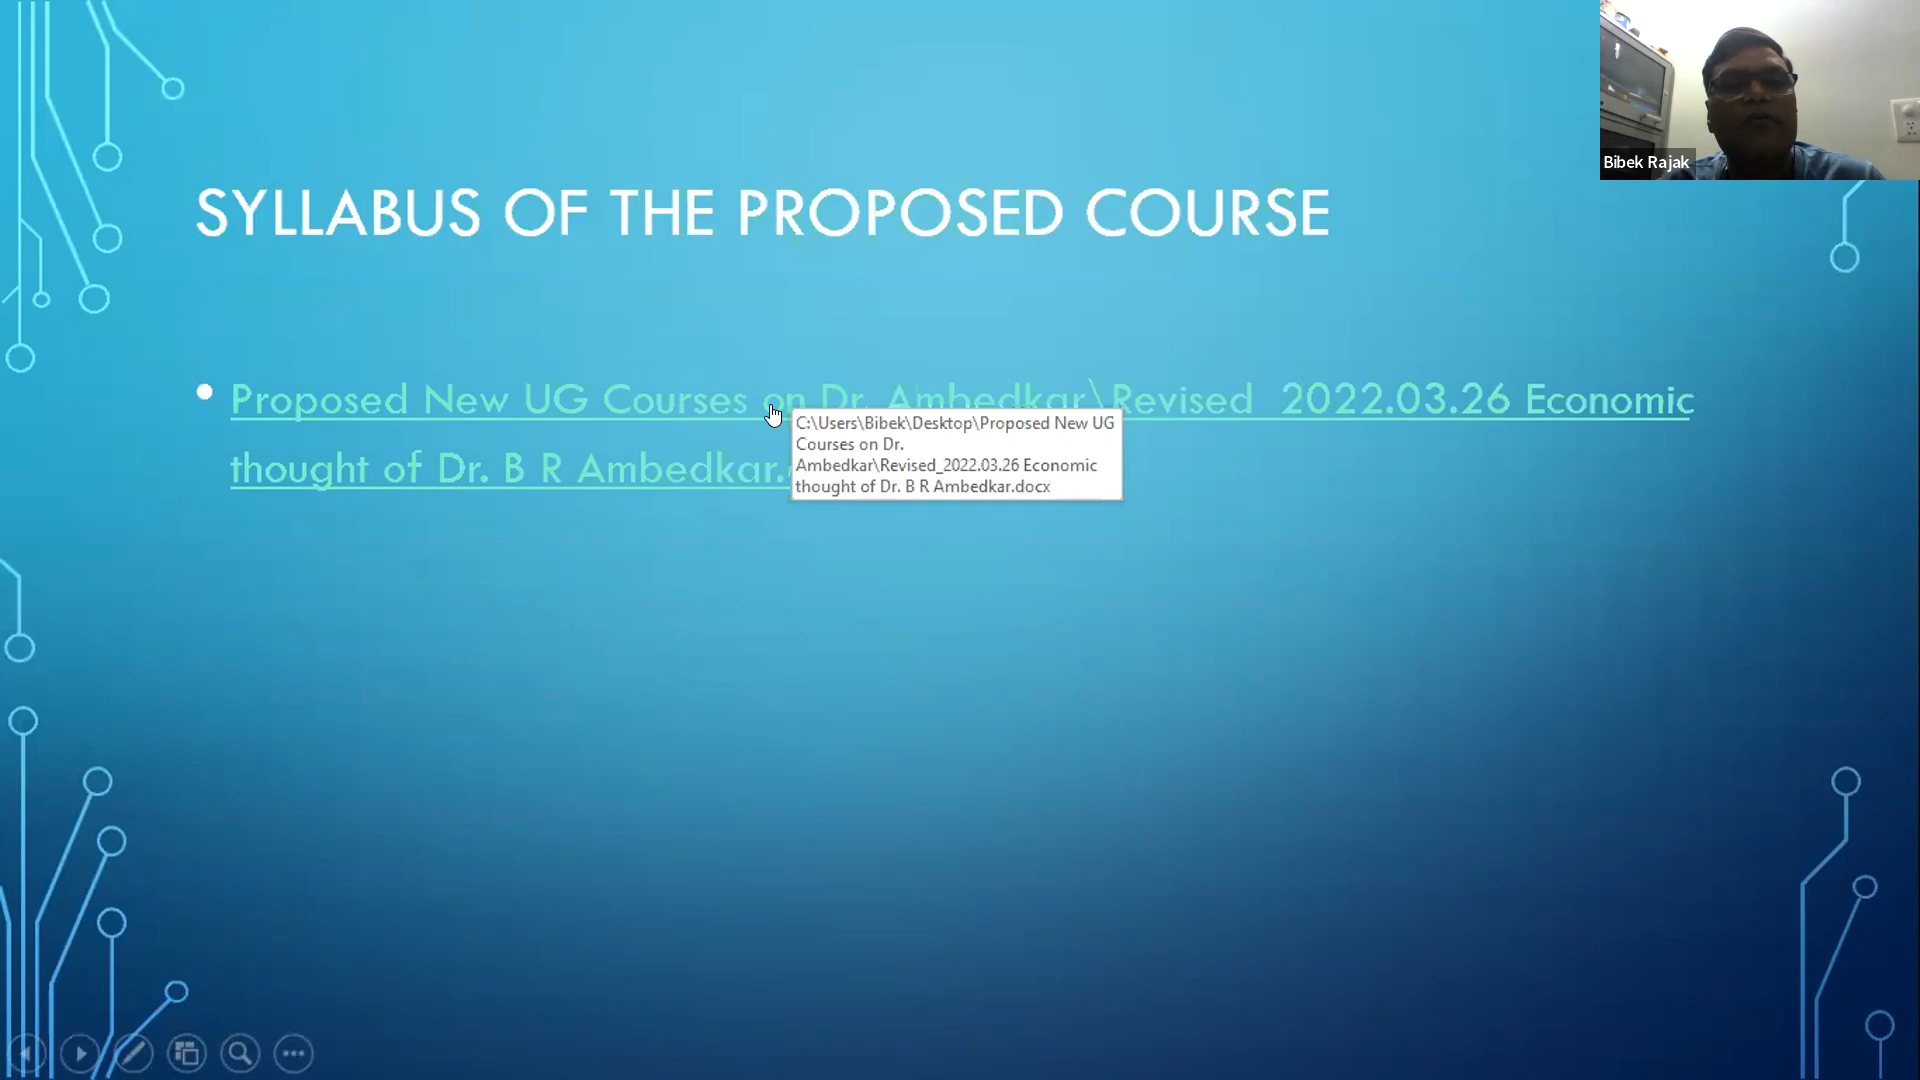 SYLLABUS OF THE PROPOSED COURSE
Proposed New UG Courses on Dr. Ambedkar\Revised_2022.03.26 Economic
thought of Dr. B R Ambedkar.
C:\Users\Bibek\Desktop\Proposed New UG
Courses on Dr.
Ambedkar\Revised_2022.03.26 Economic
thought of Dr. B R Ambedkar.docx
Bibek Rajak